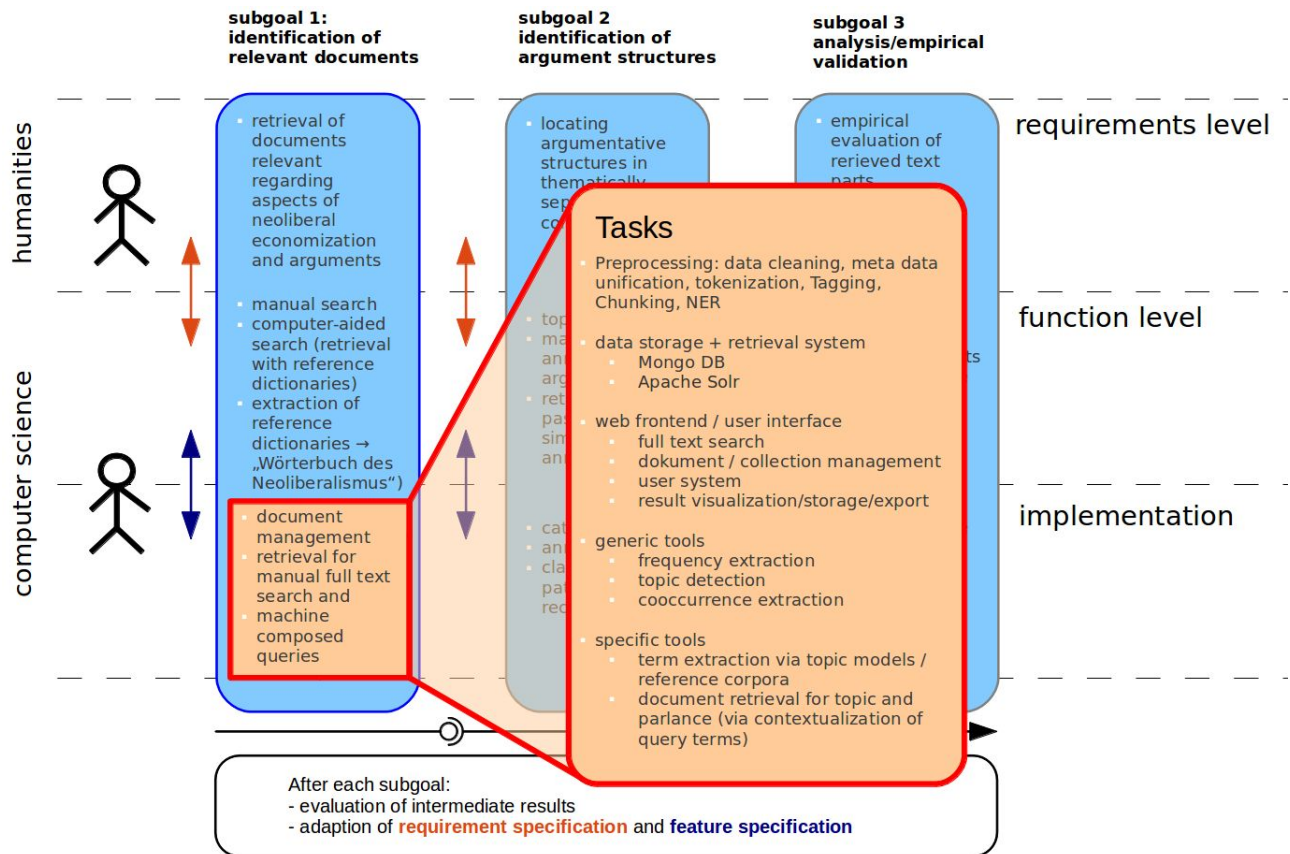 subgoal 1:
identification of
relevant documents
subgoal 2
identification of
argument structures
subgoal 3
analysis/empirical
validation
humanities
computer science
requirements level
function level
implementation
retrieval of
documents
relevant
regarding
aspects of
neoliberal
economization
and arguments
manual search
computer-aided
search (retrieval
with reference
dictionaries)
extraction of
reference
dictionaries →
„Wörterbuch des
Neoliberalismus“)
document
management
retrieval for
manual full text
search and
machine
composed
queries
locating
argumentative
structures in
thematically
empirical
evaluation of
rerieved text
parts
Tasks
Preprocessing: data cleaning, meta data
unification, tokenization, Tagging,
Chunking, NER
data storage + retrieval system
Mongo DB
Apache Solr
web frontend / user interface
full text search
dokument / collection management
user system
result visualization/storage/export
generic tools
frequency extraction
topic detection
cooccurrence extraction
specific tools
term extraction via topic models /
reference corpora
document retrieval for topic and
parlance (via contextualization of
query terms)
After each subgoal:
- evaluation of intermediate results
- adaption of requirement specification and feature specification